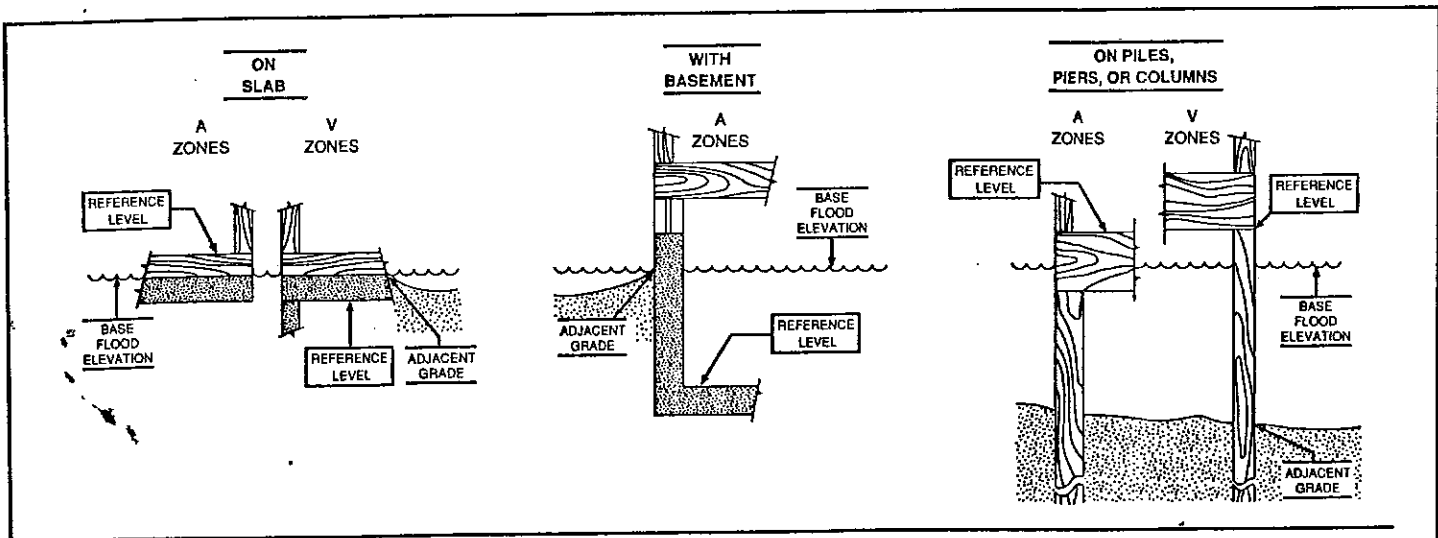 ON
SLAB
A
ZONES
V
ZONES
REFERENCE
LEVEL
BASE
FLOOD
ELEVATION
REFERENCE
LEVEL
ADJACENT
GRADE
WITH
BASEMENT
A
ZONES
BASE
FLOOD
ELEVATION
ADJACENT
GRADE
REFERENCE
LEVEL
ON PILES,
PIERS, OR COLUMNS
A
ZONES
V
ZONES
REFERENCE
LEVEL
REFERENCE
LEVEL
BASE
FLOOD
ELEVATION
ADJACENT
GRADE